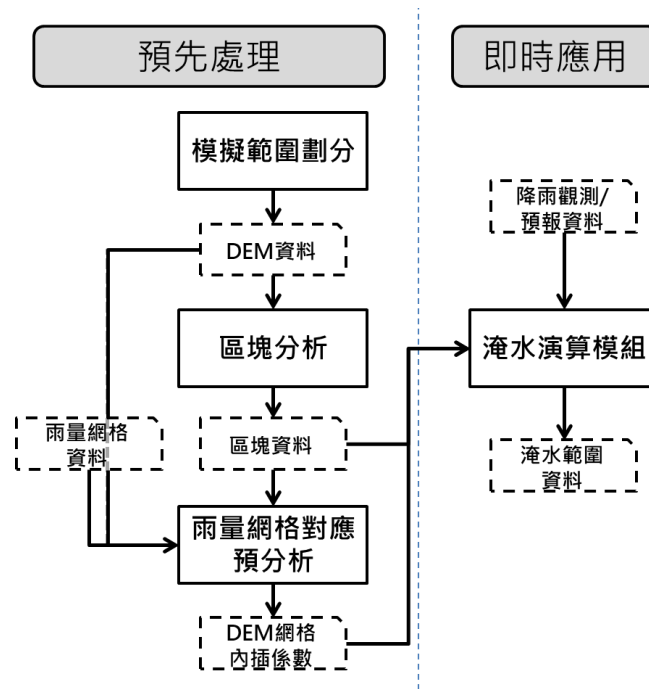 預先處理
即時應用
模擬範圍劃分
降雨觀測/
預報資料
DEM資料
區塊分析
淹水演算模組
雨量網格
資料
區塊資料
淹水範圍
資料
雨量網格對應
預分析
DEM網格
內插係數